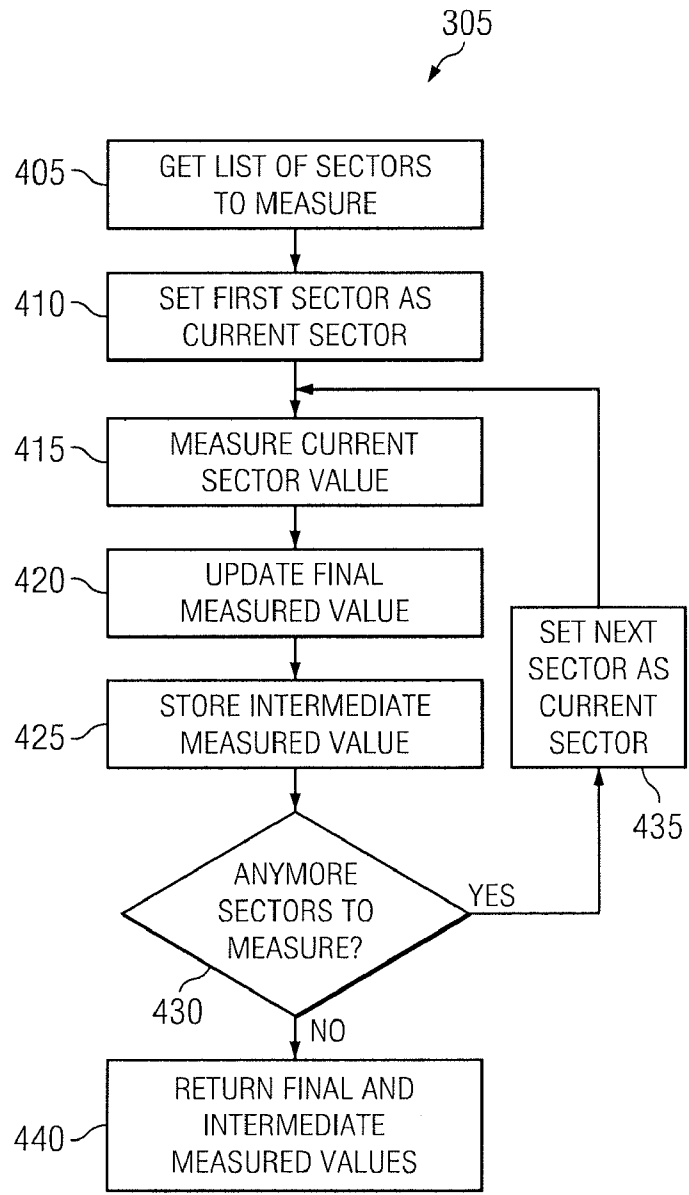 305
405
GET LIST OF SECTORS
TO MEASURE
410
SET FIRST SECTOR AS
CURRENT SECTOR
415
MEASURE CURRENT
SECTOR VALUE
420
UPDATE FINAL
MEASURED VALUE
425
STORE INTERMEDIATE
MEASURED VALUE
SET NEXT
SECTOR AS
CURRENT
SECTOR
435
ANYMORE
SECTORS TO
MEASURE?
YES
430
NO
440
RETURN FINAL AND
INTERMEDIATE
MEASURED VALUES